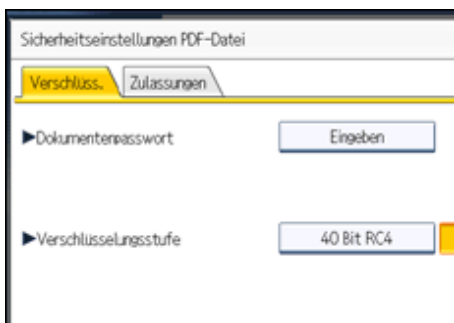 Sicherheitseinstellungen PDF-Datei
Verschlüss. Zulassungen
►Dokumentenpasswort Eingeben
►Verschlüsselungsstufe 40 Bit RC4